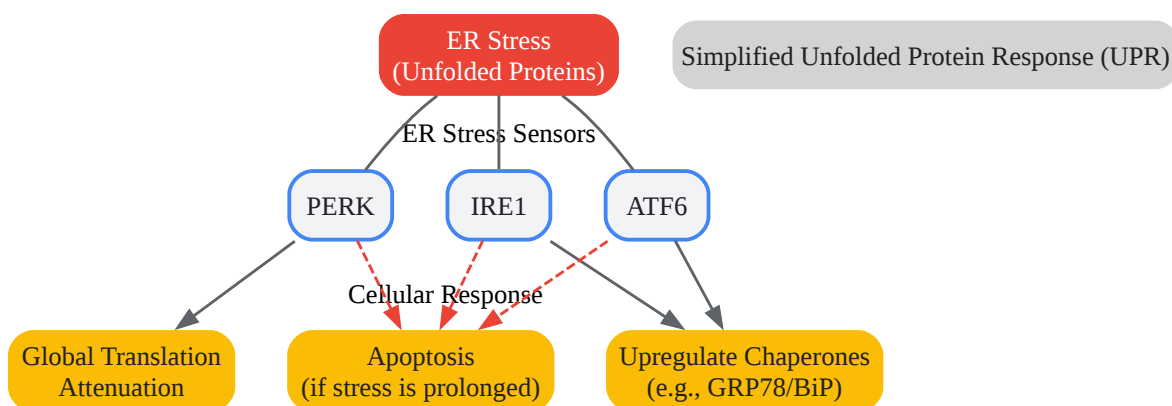 ER Stress
(Unfolded Proteins)
Simplified Unfolded Protein Response (UPR)
ER Stress Sensors
PERK
IRE1
ATF6
Cellular Response
Global Translation
Attenuation
Apoptosis
(if stress is prolonged)
Upregulate Chaperones
(e.g., GRP78/BiP)